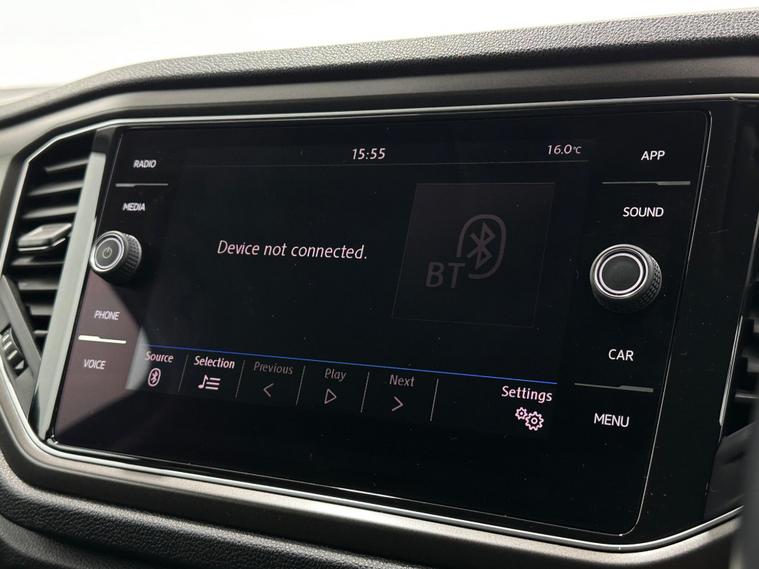 RADIO
15:55
16.0°C
APP
MEDIA
SOUND
Device not connected.
BT
PHONE
CAR
VOICE
Source
Selection
Previous
Play
Next
Settings
MENU